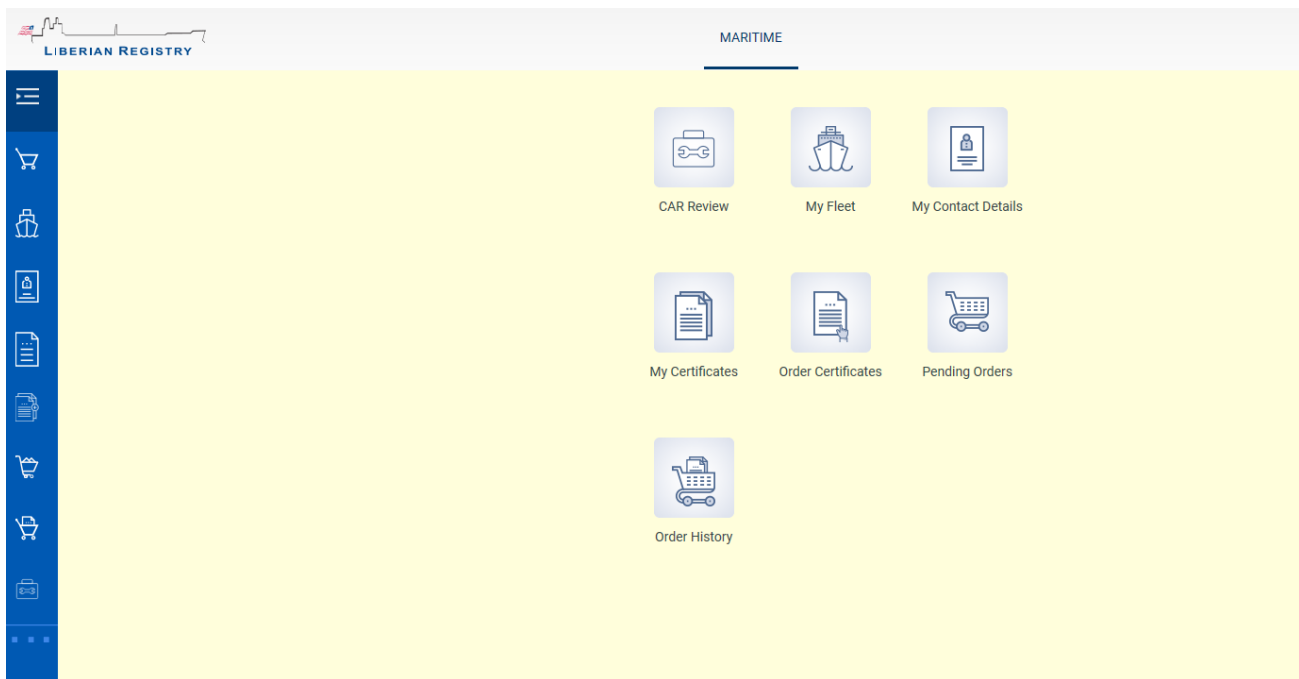 LIBERIAN REGISTRY
MARITIME
CAR Review
My Fleet
My Contact Details
My Certificates
Order Certificates
Pending Orders
Order History